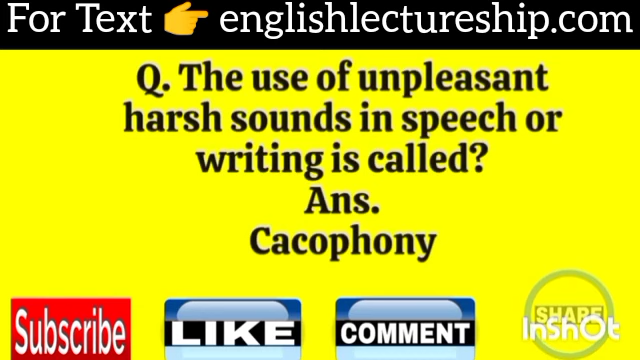 For Text 👉 englishlectureship.com
Q. The use of unpleasant
harsh sounds in speech or
writing is called?
Ans.
Cacophony
Subscribe
LIKE
COMMENT
SHARE
InShOt